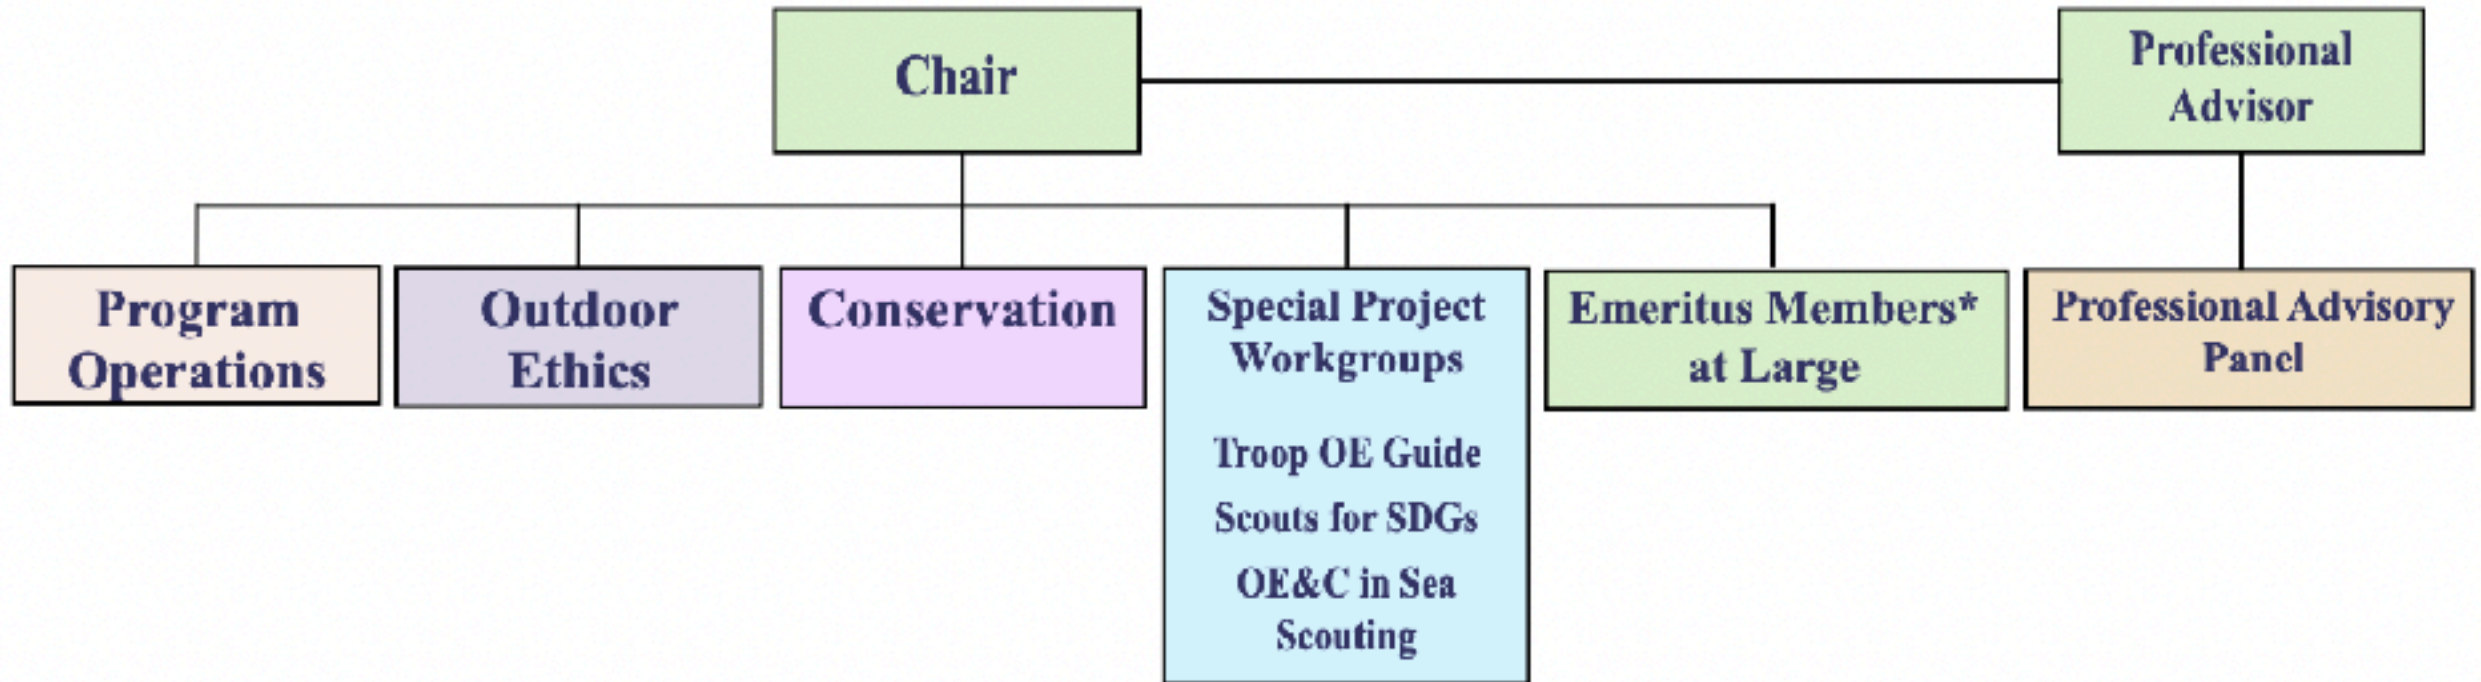 Chair
Professional
Advisor
Program
Operations
Outdoor
Ethics
Conservation
Special Project
Workgroups
Troop OE Guide
Scouts for SDGs
OE&C in Sea
Scouting
Emeritus Members*
at Large
Professional Advisory
Panel